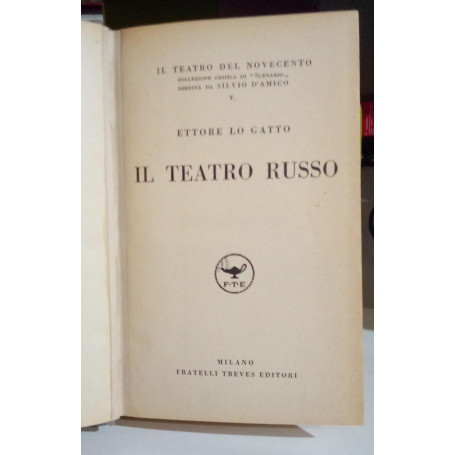 IL TEATRO DEL NOVECENTO
COLLEZIONE CRITICA DI "SCENARIO„
DIRETTA DA SILVIO D'AMICO
V.
ETTORE LO GATTO
IL TEATRO RUSSO
F·T·E
MILANO
FRATELLI TREVES EDITORI